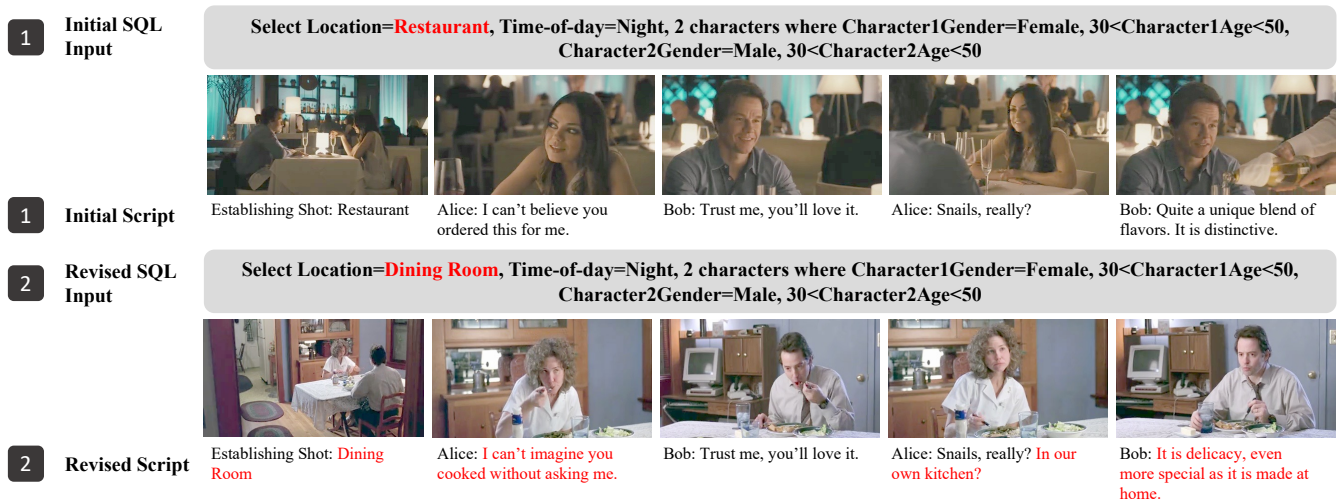 1
Initial SQL
Input
Select Location=Restaurant, Time-of-day=Night, 2 characters where Character1Gender=Female, 30<Character1Age<50,
Character2Gender=Male, 30<Character2Age<50
1
Initial Script
Establishing Shot: Restaurant
Alice: I can’t believe you
ordered this for me.
Bob: Trust me, you’ll love it.
Alice: Snails, really?
Bob: Quite a unique blend of
flavors. It is distinctive.
2
Revised SQL
Input
Select Location=Dining Room, Time-of-day=Night, 2 characters where Character1Gender=Female, 30<Character1Age<50,
Character2Gender=Male, 30<Character2Age<50
2
Revised Script
Establishing Shot: Dining
Room
Alice: I can’t imagine you
cooked without asking me.
Bob: Trust me, you’ll love it.
Alice: Snails, really? In our
own kitchen?
Bob: It is delicacy, even
more special as it is made at
home.